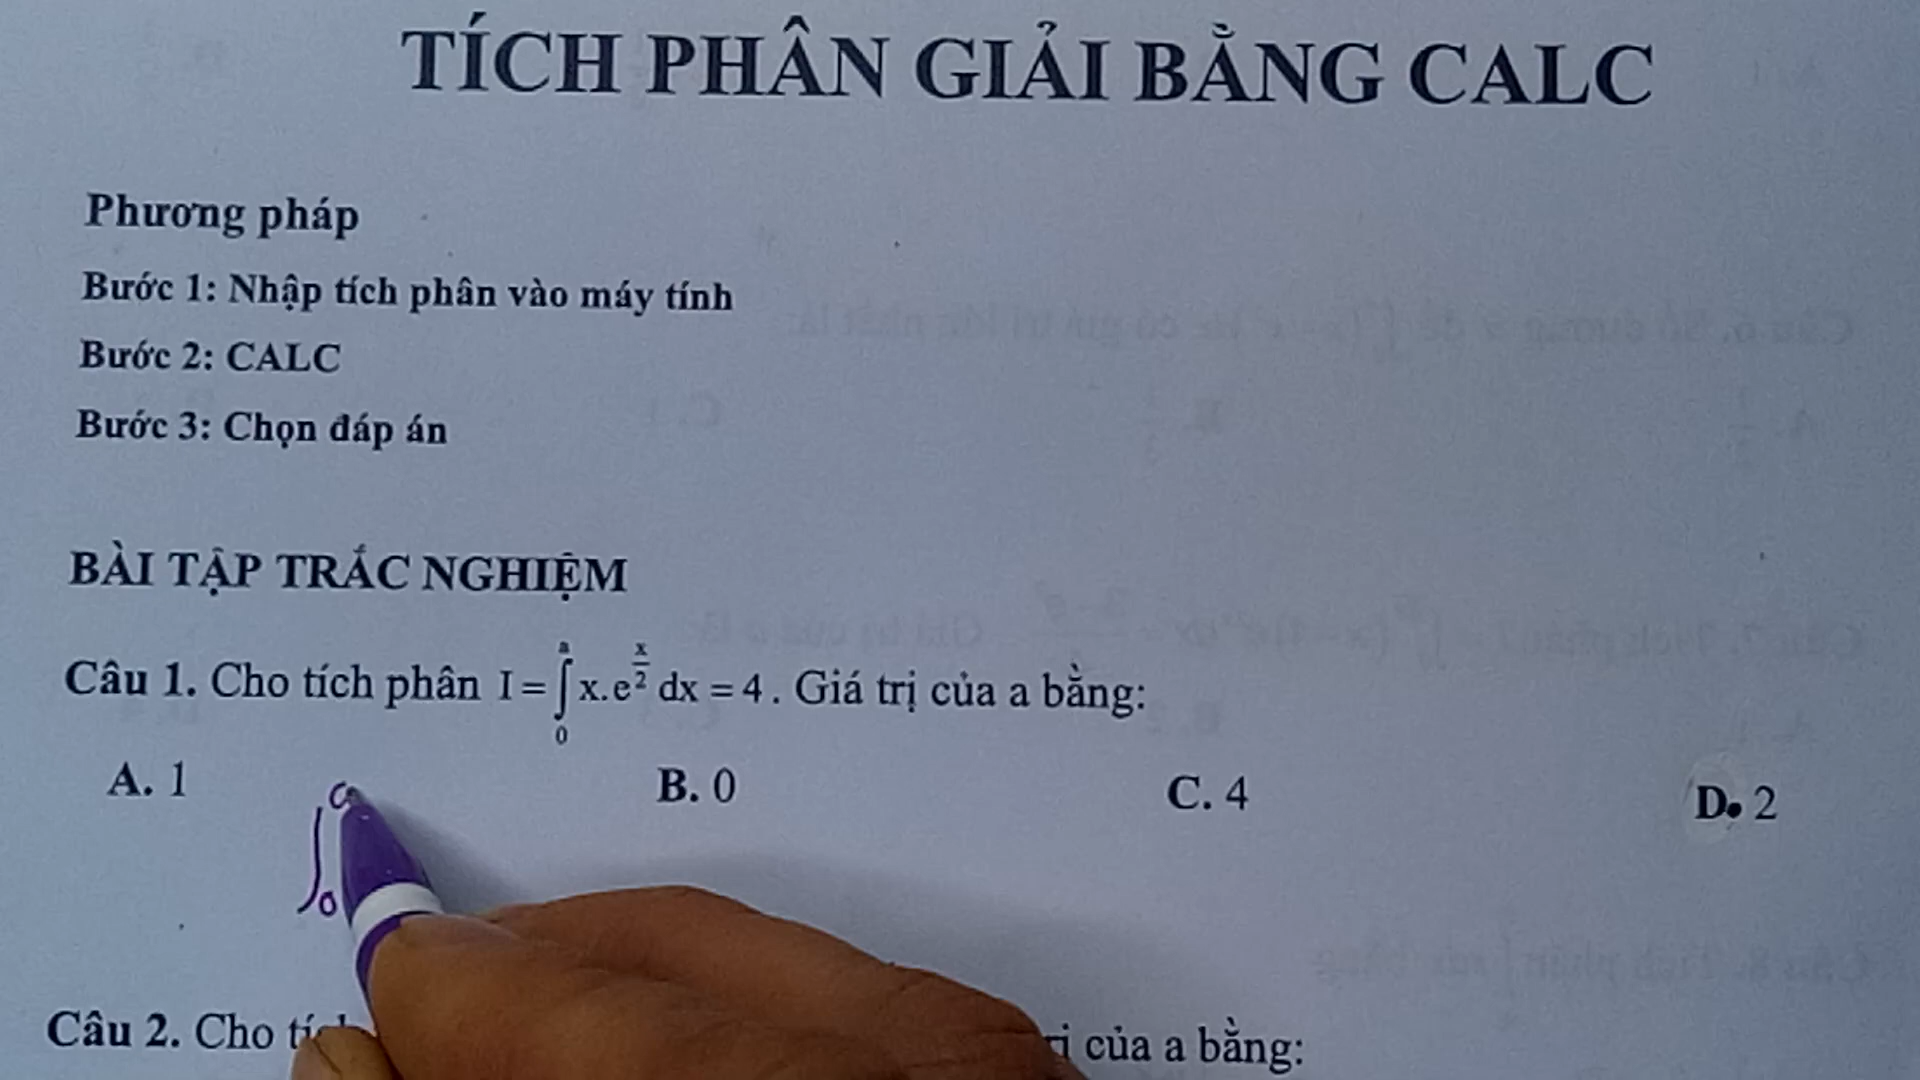 TÍCH PHÂN GIẢI BẰNG CALC
Phương pháp
Bước 1: Nhập tích phân vào máy tính
Bước 2: CALC
Bước 3: Chọn đáp án
BÀI TẬP TRẮC NGHIỆM
Câu 1. Cho tích phân I = ∫₀ᵃ x.e^(x/2) dx = 4. Giá trị của a bằng:
A. 1 B. 0 C. 4 D. 2
∫₀ᵃ
Câu 2. Cho của a bằng: